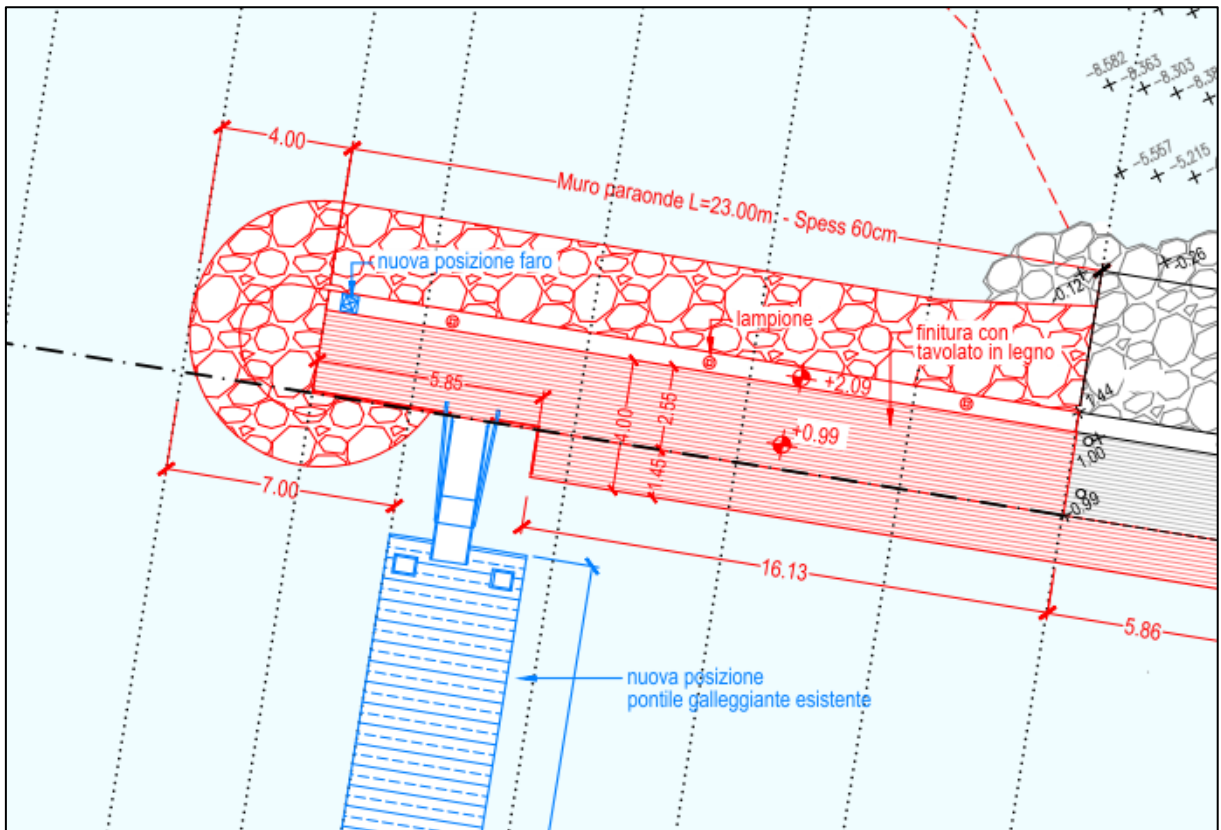 -8.582
-8.363
-8.303
-5.557
-5.215
4.00
Muro paraonde L=23.00m. - Spess 60cm
-0.26
-0.12
nuova posizione faro
lampione
finitura con
tavolato in legno
+2.09
5.85
4.00
2.55
1.44
+0.99
1.00
1.45
+0.99
7.00
16.13
5.86
nuova posizione
pontile galleggiante esistente